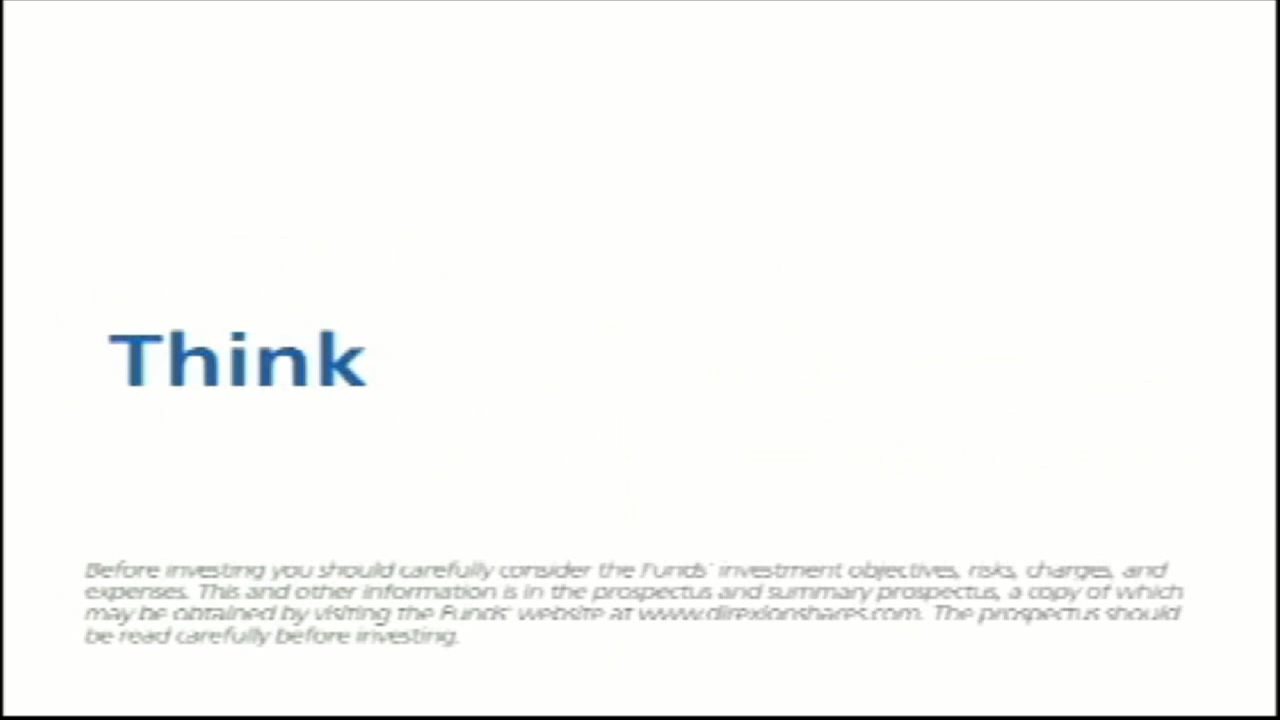 Think
Before investing you should carefully consider the Funds' investment objectives, risks, charges, and
expenses. This and other information is in the prospectus and summary prospectus, a copy of which
may be obtained by visiting the Funds' website at www.direxionshares.com. The prospectus should
be read carefully before investing.